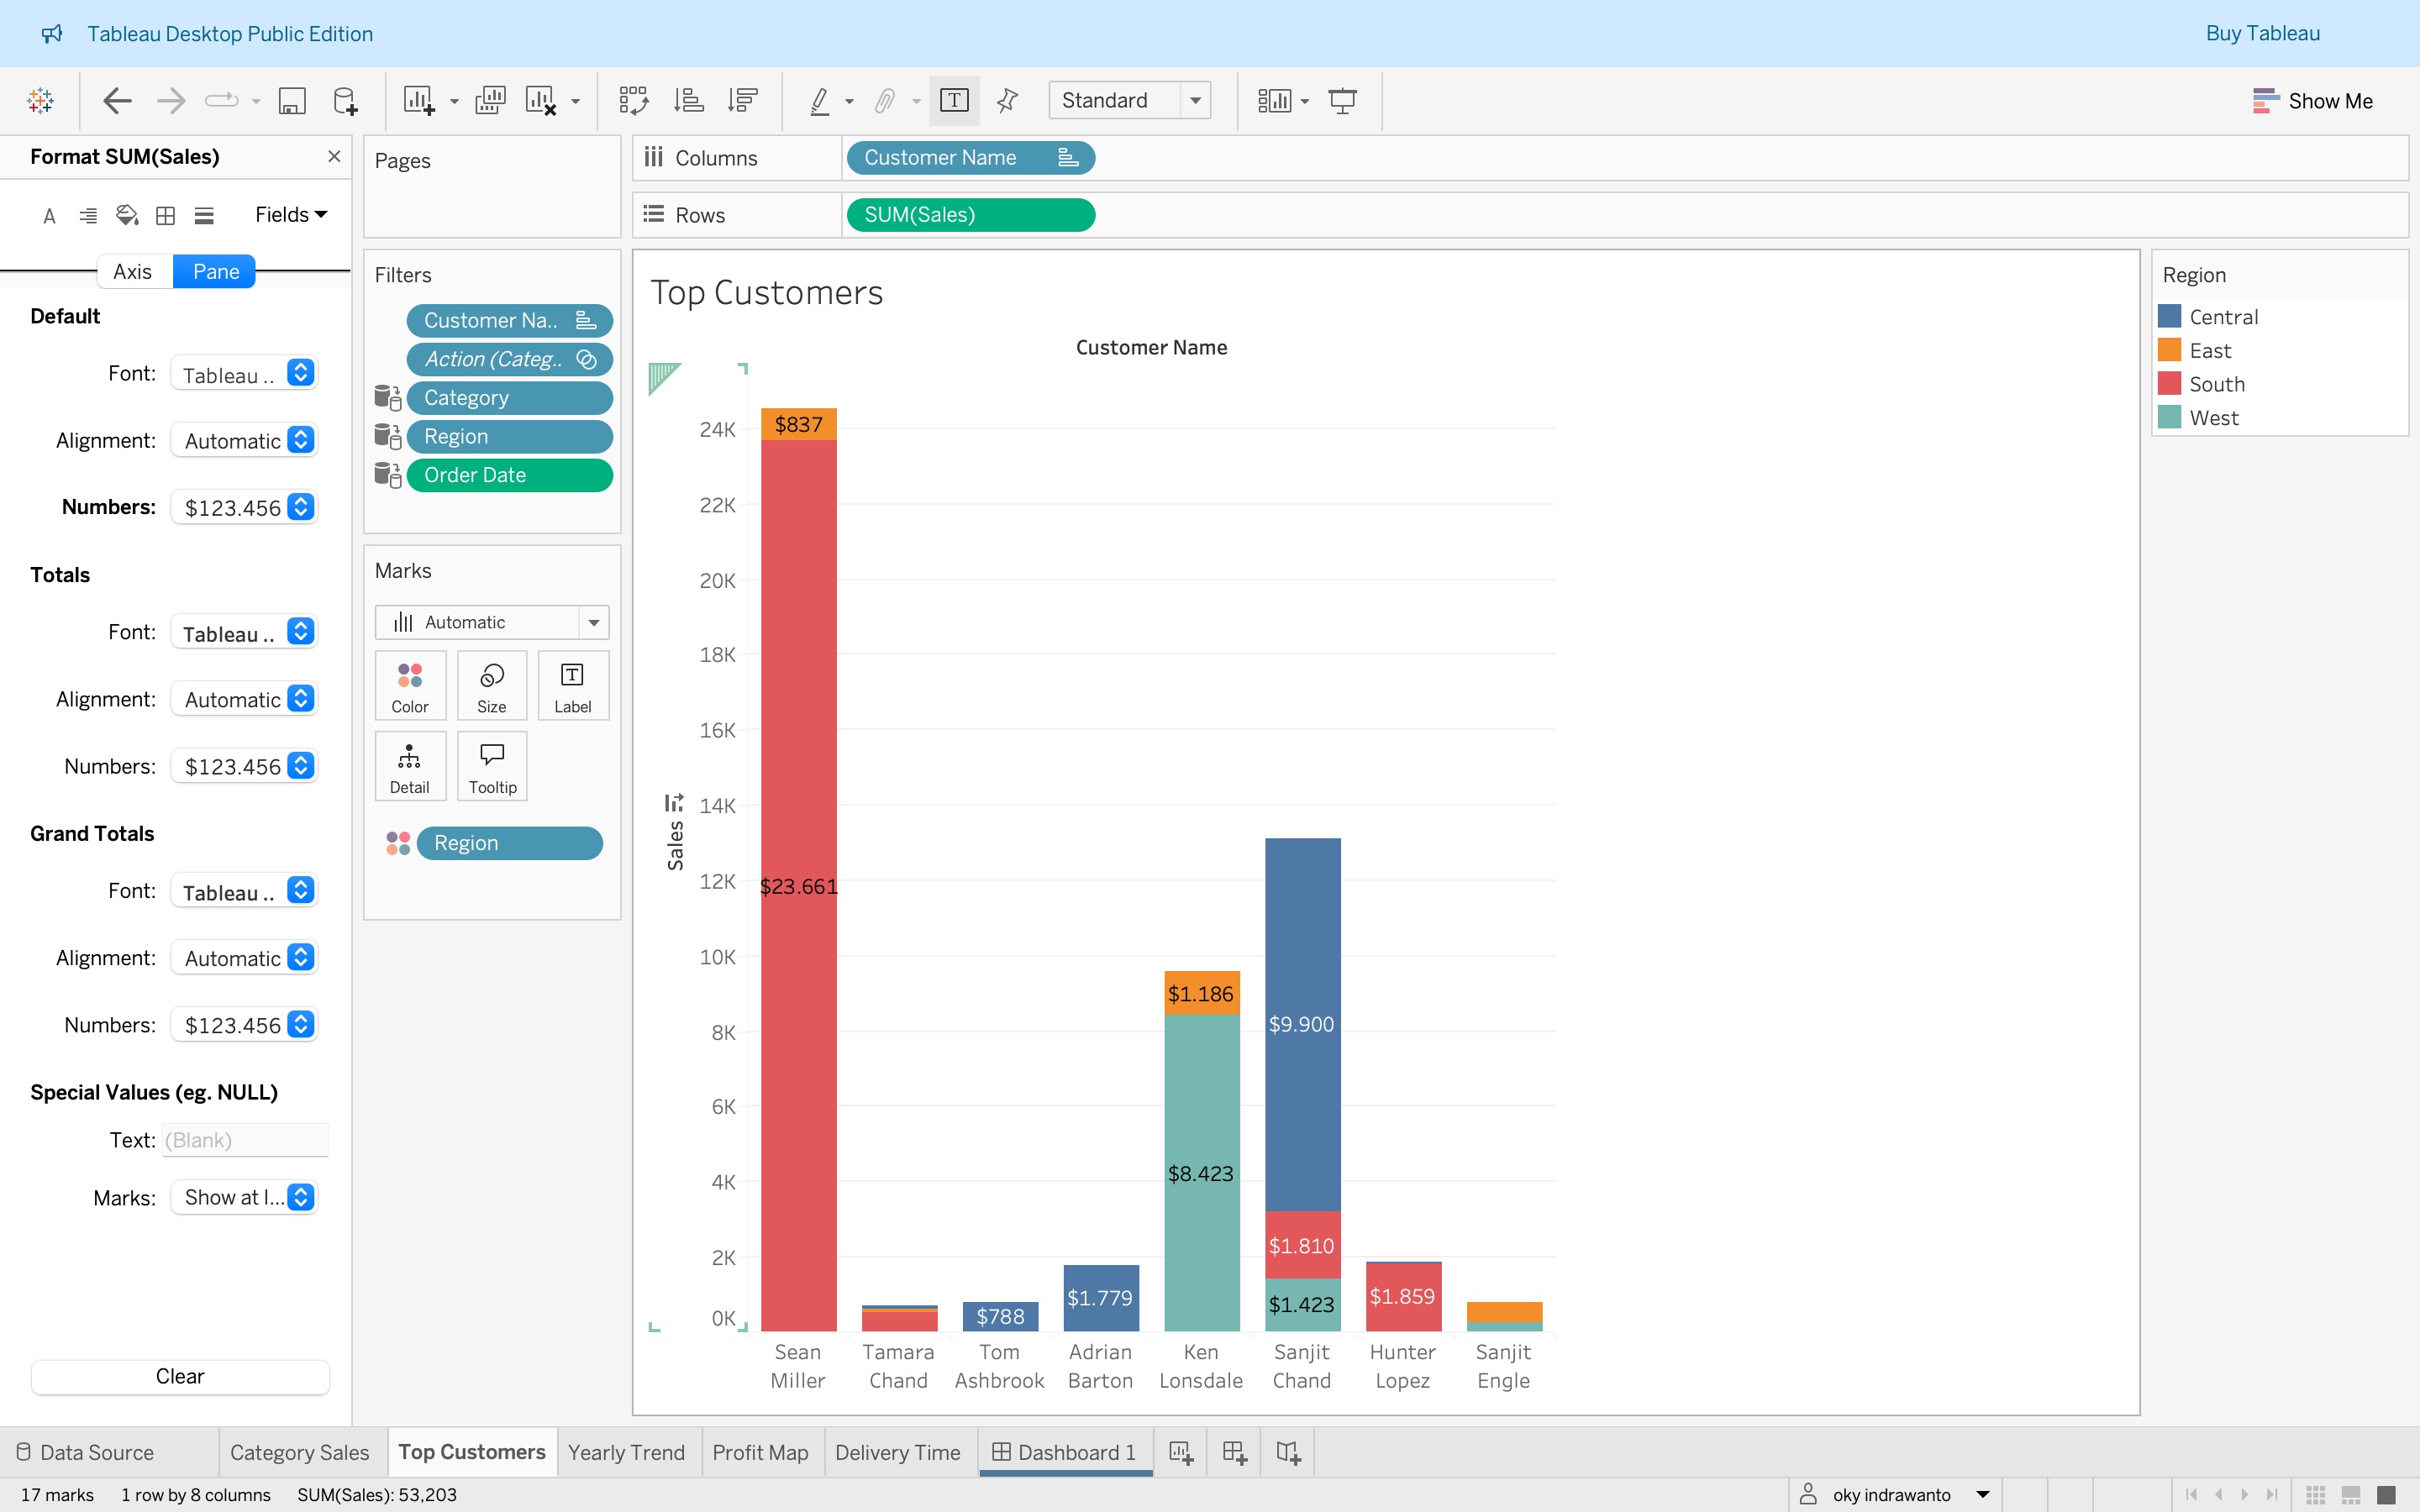 Tableau Desktop Public Edition
Buy Tableau
Standard
Show Me
Format SUM(Sales)
Fields
Axis
Pane
Default
Font: Tableau ..
Alignment: Automatic
Numbers: $123.456
Totals
Font: Tableau ..
Alignment: Automatic
Numbers: $123.456
Grand Totals
Font: Tableau ..
Alignment: Automatic
Numbers: $123.456
Special Values (eg. NULL)
Text: (Blank)
Marks: Show at l...
Clear
Pages
Filters
Customer Na..
Action (Categ..
Category
Region
Order Date
Marks
Automatic
Color
Size
Label
Detail
Tooltip
Region
Columns
Customer Name
Rows
SUM(Sales)
Top Customers
Customer Name
Sales
24K
22K
20K
18K
16K
14K
12K
10K
8K
6K
4K
2K
0K
$837
$23.661
$788
$1.779
$1.186
$8.423
$9.900
$1.810
$1.423
$1.859
Sean Miller
Tamara Chand
Tom Ashbrook
Adrian Barton
Ken Lonsdale
Sanjit Chand
Hunter Lopez
Sanjit Engle
Region
Central
East
South
West
Data Source
Category Sales
Top Customers
Yearly Trend
Profit Map
Delivery Time
Dashboard 1
17 marks
1 row by 8 columns
SUM(Sales): 53,203
oky indrawanto